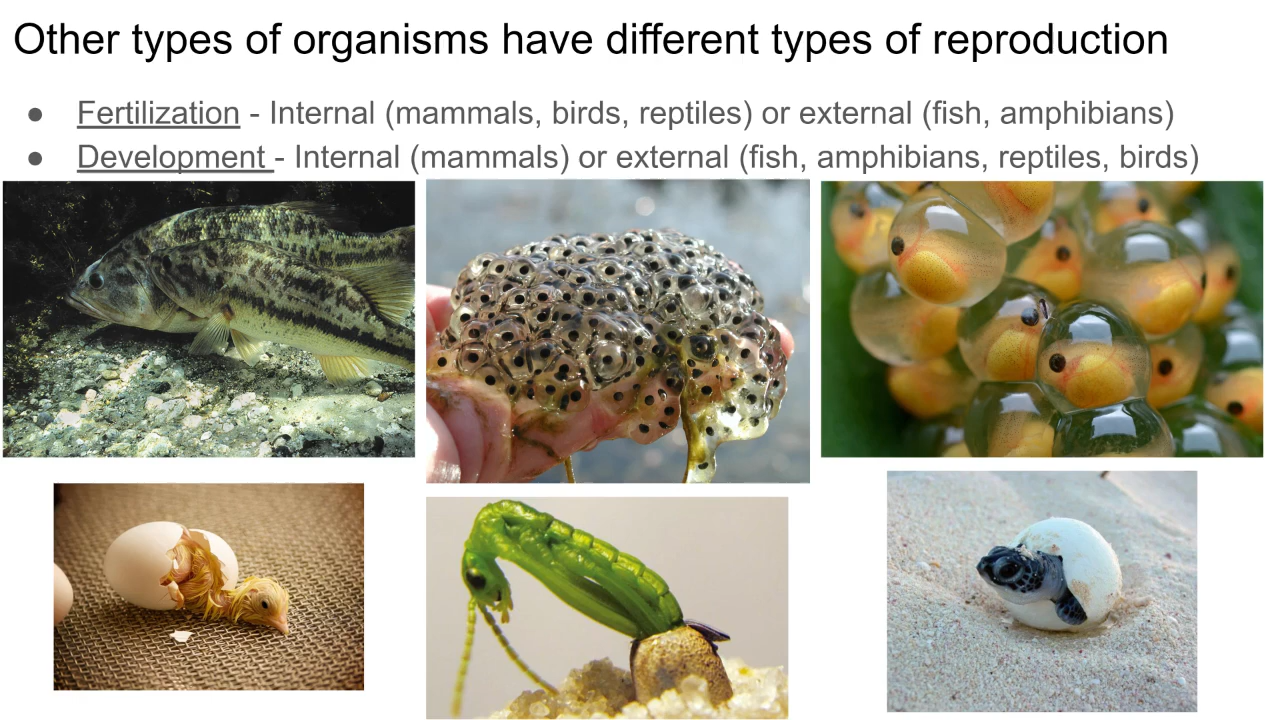 Other types of organisms have different types of reproduction
● Fertilization - Internal (mammals, birds, reptiles) or external (fish, amphibians)
● Development - Internal (mammals) or external (fish, amphibians, reptiles, birds)